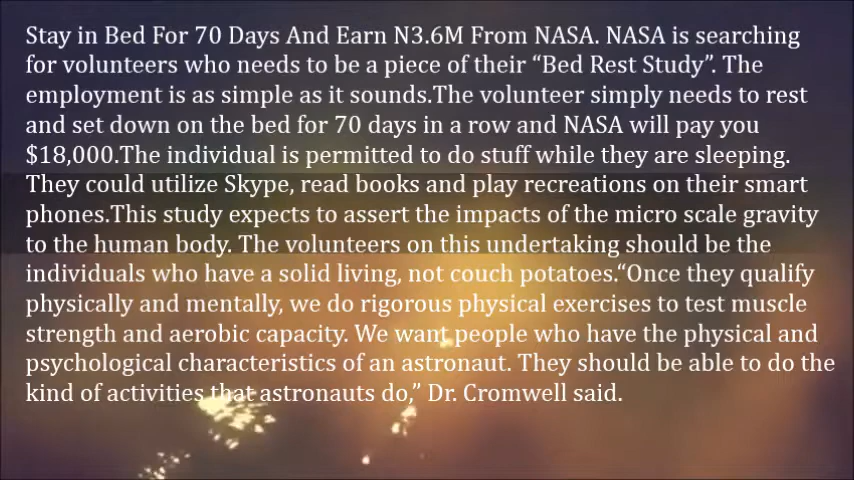 Stay in Bed For 70 Days And Earn N3.6M From NASA. NASA is searching
for volunteers who needs to be a piece of their “Bed Rest Study”. The
employment is as simple as it sounds.The volunteer simply needs to rest
and set down on the bed for 70 days in a row and NASA will pay you
$18,000.The individual is permitted to do stuff while they are sleeping.
They could utilize Skype, read books and play recreations on their smart
phones.This study expects to assert the impacts of the micro scale gravity
to the human body. The volunteers on this undertaking should be the
individuals who have a solid living, not couch potatoes.“Once they qualify
physically and mentally, we do rigorous physical exercises to test muscle
strength and aerobic capacity. We want people who have the physical and
psychological characteristics of an astronaut. They should be able to do the
kind of activities that astronauts do,” Dr. Cromwell said.